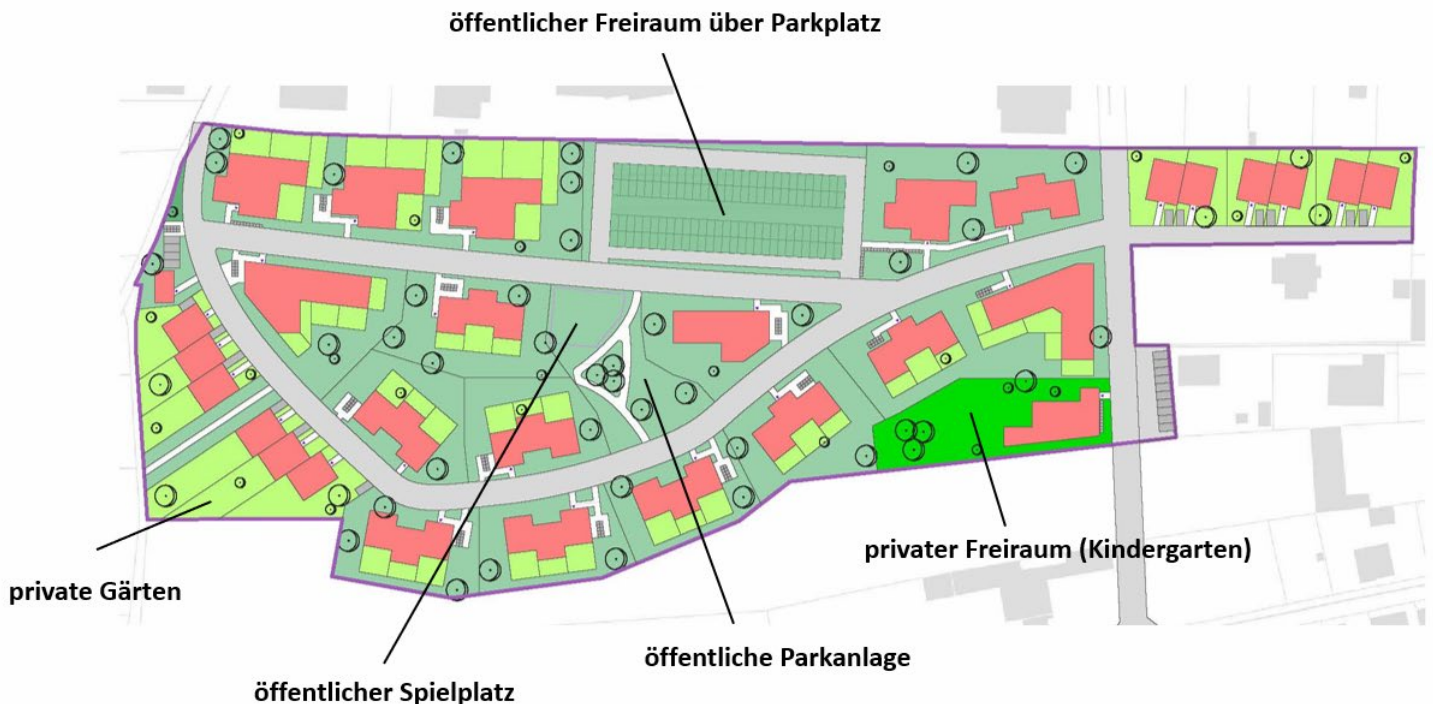 öffentlicher Freiraum über Parkplatz
privater Freiraum (Kindergarten)
private Gärten
öffentliche Parkanlage
öffentlicher Spielplatz